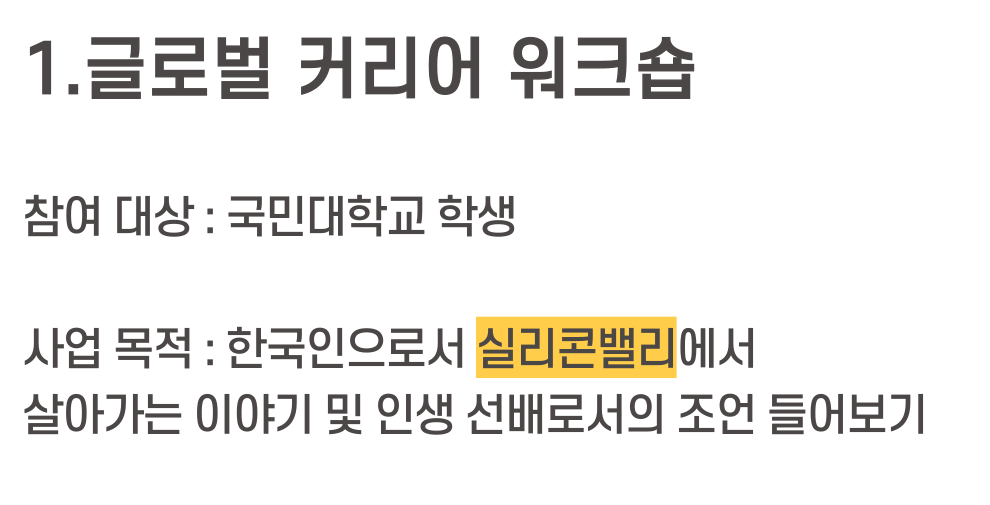 1.글로벌 커리어 워크숍
참여 대상 : 국민대학교 학생
사업 목적 : 한국인으로서 실리콘밸리에서
살아가는 이야기 및 인생 선배로서의 조언 들어보기